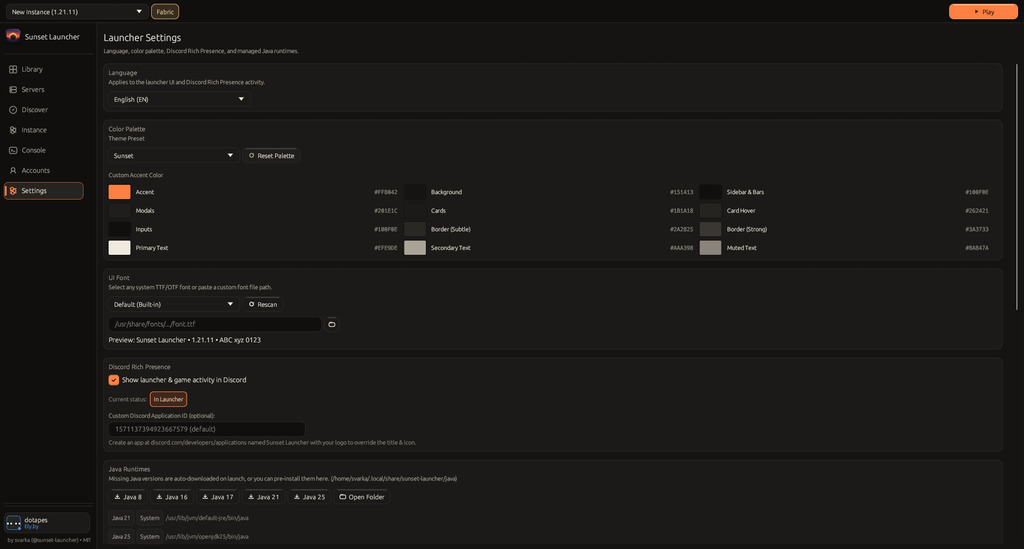 New Instance (1.21.11)
Fabric
Play
Sunset Launcher
Library
Servers
Discover
Instance
Console
Accounts
Settings
dotapes
Ely.by
by svarka (@sunset-launcher) • MIT
Launcher Settings
Language, color palette, Discord Rich Presence, and managed Java runtimes.
Language
Applies to the launcher UI and Discord Rich Presence activity.
English (EN)
Color Palette
Theme Preset
Sunset
Reset Palette
Custom Accent Color
Accent #FF8042 Background #151413 Sidebar & Bars #100F0E
Modals #201E1C Cards #1B1A18 Card Hover #262421
Inputs #100F0E Border (Subtle) #2A2825 Border (Strong) #3A3733
Primary Text #EFE9DE Secondary Text #AAA398 Muted Text #8A847A
UI Font
Select any system TTF/OTF font or paste a custom font file path.
Default (Built-in)
Rescan
/usr/share/fonts/.../font.ttf
Preview: Sunset Launcher • 1.21.11 • ABC xyz 0123
Discord Rich Presence
Show launcher & game activity in Discord
Current status: In Launcher
Custom Discord Application ID (optional):
1571137394923667579 (default)
Create an app at discord.com/developers/applications named Sunset Launcher with your logo to override the title & icon.
Java Runtimes
Missing Java versions are auto-downloaded on launch, or you can pre-install them here. (/home/svarka/.local/share/sunset-launcher/java)
Java 8 Java 16 Java 17 Java 21 Java 25 Open Folder
Java 21 System /usr/lib/jvm/default-jre/bin/java
Java 25 System /usr/lib/jvm/openjdk25/bin/java